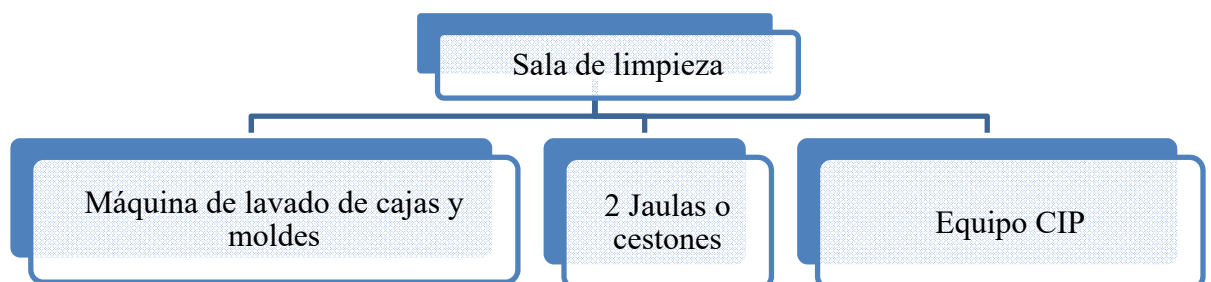 Sala de limpieza
Máquina de lavado de cajas y
moldes
2 Jaulas o
cestones
Equipo CIP